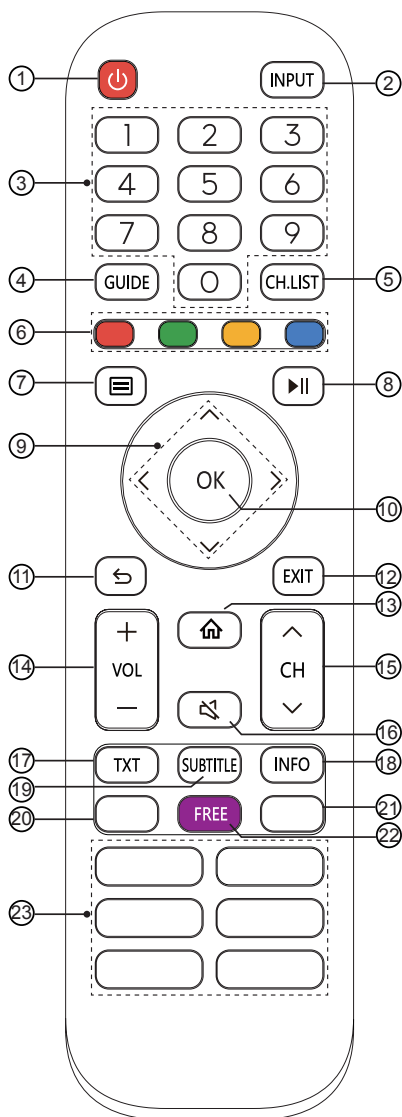 ① INPUT ②
1 2 3
③ 4 5 6
7 8 9
④ GUIDE 0 CH.LIST ⑤
⑥
⑦ ⑧
⑨
OK
⑩
⑪ EXIT ⑫
⑬
+
⑭ VOL CH ⑮
—
⑯
⑰ TXT SUBTITLE INFO ⑱
⑲
⑳ FREE ㉑
㉒
㉓